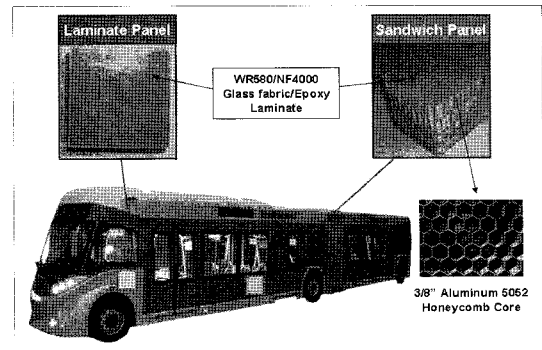 Laminate Panel
Sandwich Panel
WR580/NF4000
Glass fabric/Epoxy
Laminate
3/8" Aluminum 5052
Honeycomb Core